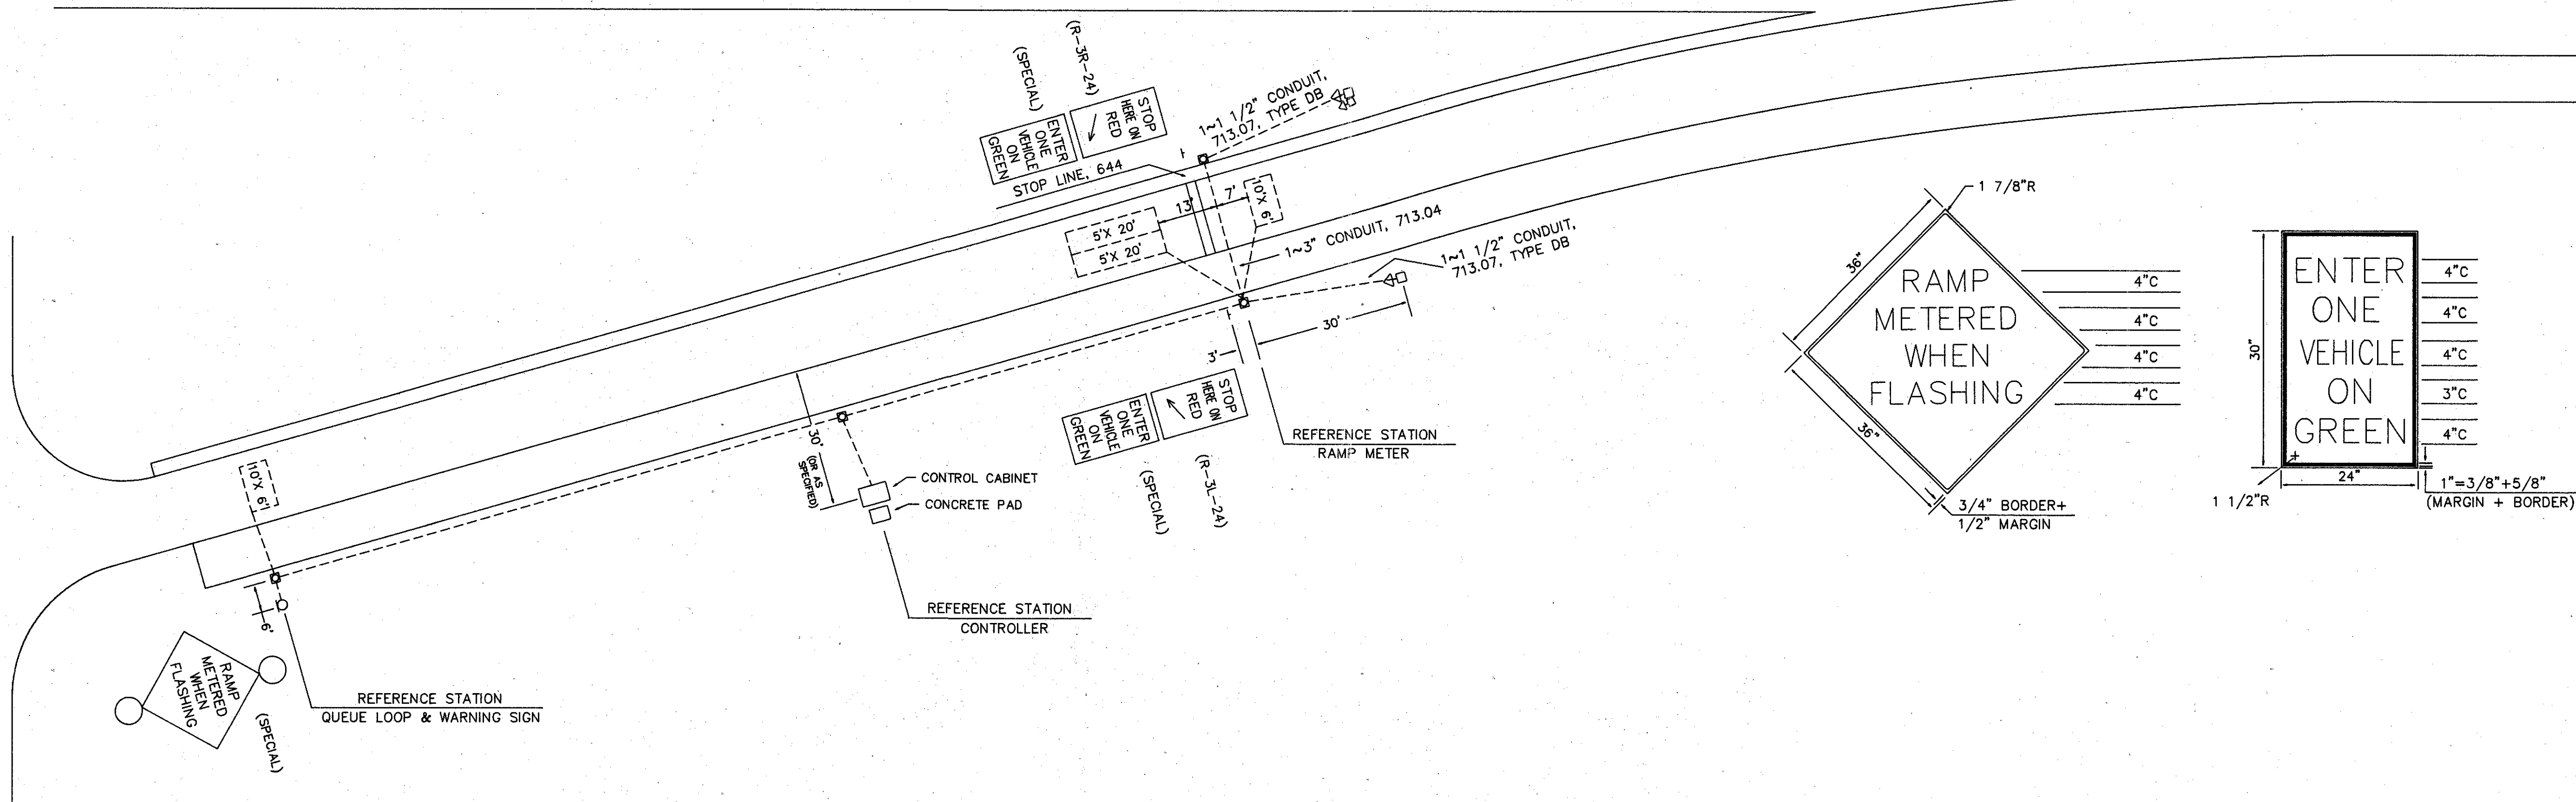 (R-3R-24)
(SPECIAL)
STOP
HERE ON
RED
ENTER
ONE
VEHICLE
ON
GREEN
STOP LINE, 644
1~1 1/2" CONDUIT,
713.07, TYPE DB
13'
7'
10'X 6'
5'X 20'
5'X 20'
1~3" CONDUIT, 713.04
1~1 1/2" CONDUIT,
713.07, TYPE DB
30'
3'
STOP
HERE ON
RED
ENTER
ONE
VEHICLE
ON
GREEN
(R-3L-24)
(SPECIAL)
REFERENCE STATION
RAMP METER
30'
(OR AS
SPECIFIED)
CONTROL CABINET
CONCRETE PAD
REFERENCE STATION
CONTROLLER
10'X 6'
6'
RAMP
METERED
WHEN
FLASHING
(SPECIAL)
REFERENCE STATION
QUEUE LOOP & WARNING SIGN
1 7/8"R
36"
36"
RAMP
METERED
WHEN
FLASHING
4"C
4"C
4"C
4"C
3/4" BORDER+
1/2" MARGIN
30"
ENTER
ONE
VEHICLE
ON
GREEN
4"C
4"C
4"C
3"C
4"C
24"
1 1/2"R
1"=3/8"+5/8"
(MARGIN + BORDER)